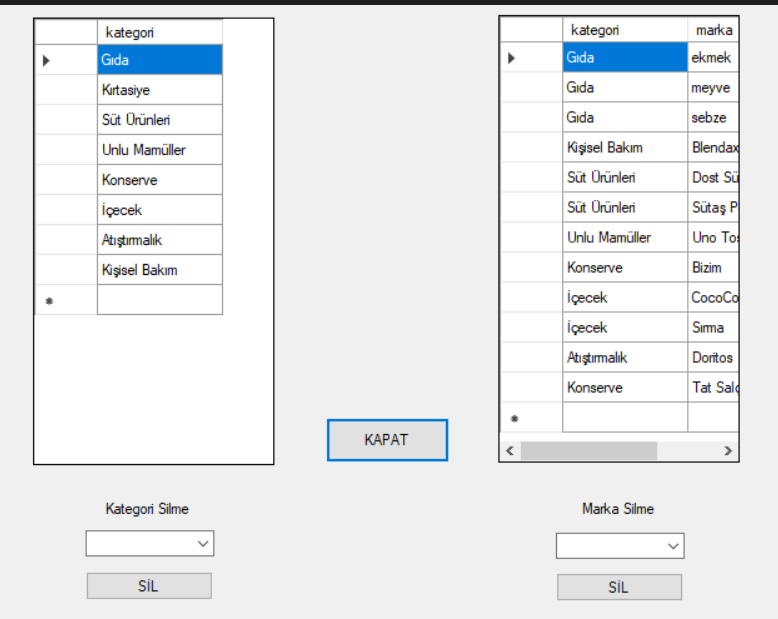 kategori
Gıda
Kırtasiye
Süt Ürünleri
Unlu Mamüller
Konserve
İçecek
Atıştırmalık
Kişisel Bakım
kategori marka
Gıda ekmek
Gıda meyve
Gıda sebze
Kişisel Bakım Blendax
Süt Ürünleri Dost Sü
Süt Ürünleri Sütaş P
Unlu Mamüller Uno Tos
Konserve Bizim
İçecek CocoCo
İçecek Sırma
Atıştırmalık Doritos
Konserve Tat Salç
KAPAT
Kategori Silme
SİL
Marka Silme
SİL